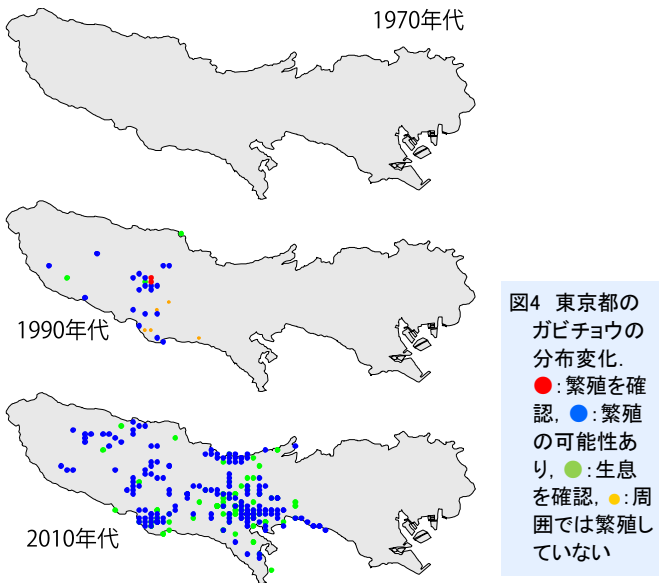 1970年代
1990年代
2010年代
図4 東京都の
ガビチョウの
分布変化.
●:繁殖を確
認, ●:繁殖
の可能性あ
り, ●:生息
を確認, ●:周
囲では繁殖し
ていない